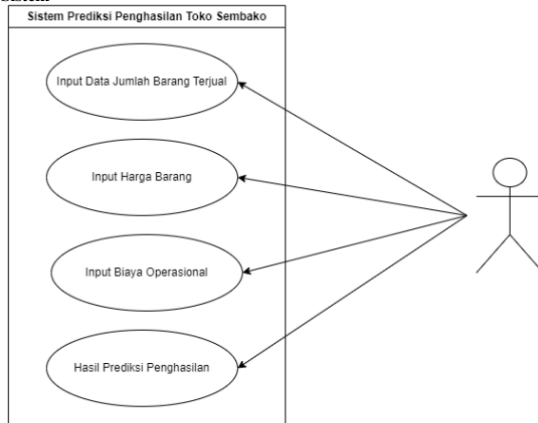 Sistem Prediksi Penghasilan Toko Sembako
Input Data Jumlah Barang Terjual
Input Harga Barang
Input Biaya Operasional
Hasil Prediksi Penghasilan